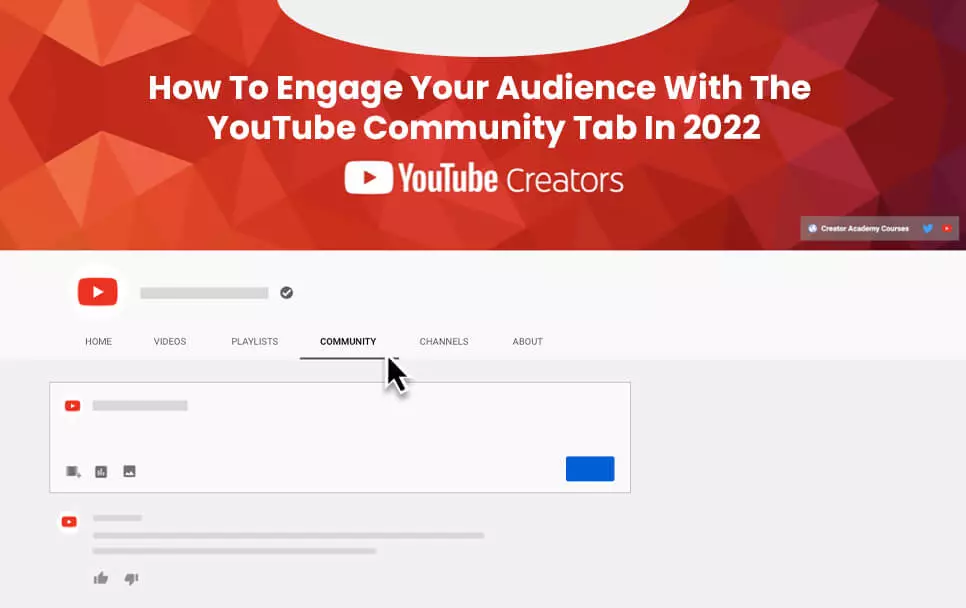 How To Engage Your Audience With The
YouTube Community Tab In 2022
YouTube Creators
Creator Academy Courses
HOME VIDEOS PLAYLISTS COMMUNITY CHANNELS ABOUT